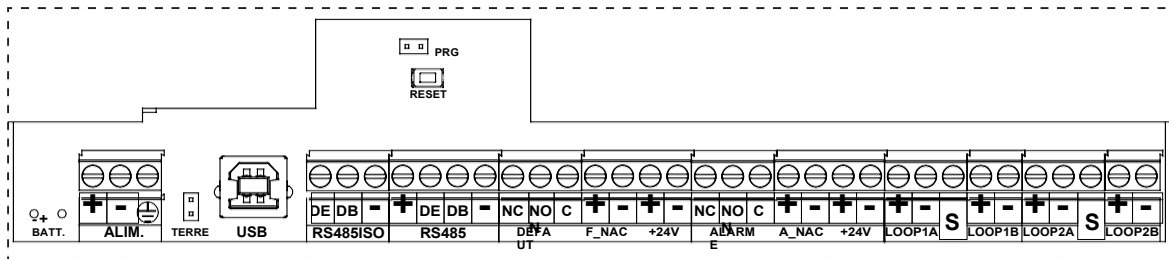 PRG
RESET
+ - + DE DB - + DE DB - NC NO C + - + - NC NO C + - + - + - S + - + - S + -
BATT. ALIM. TERRE USB RS485ISO RS485 DEFAUT N F_NAC +24V ALARME N A_NAC +24V LOOP1A LOOP1B LOOP2A LOOP2B